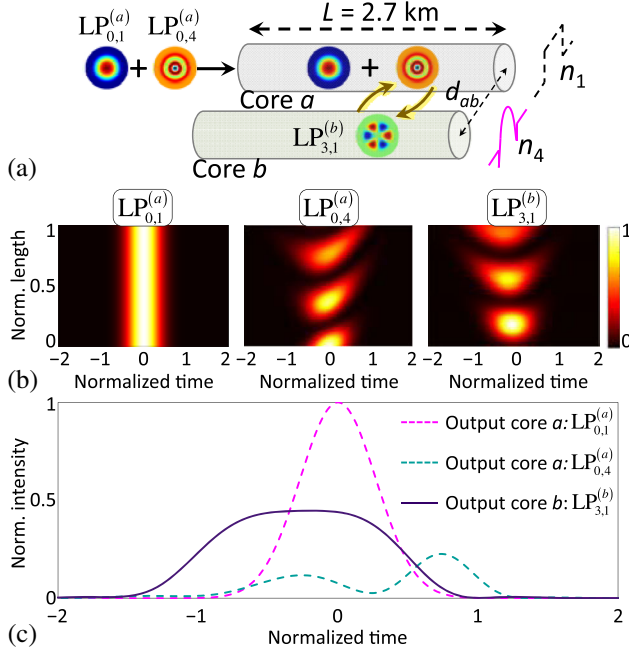 LP0,1(a) LP0,4(a) L = 2.7 km
+ + n1
Core a dab
LP3,1(b) n4
Core b
(a)
LP0,1(a) LP0,4(a) LP3,1(b)
Norm. length
1 1
0.5
0 0
−2 −1 0 1 2 −2 −1 0 1 2 −2 −1 0 1 2
Normalized time Normalized time Normalized time
(b)
Norm. intensity
1
Output core a: LP0,1(a)
Output core a: LP0,4(a)
0.5 Output core b: LP3,1(b)
0
−2 −1 0 1 2
(c) Normalized time